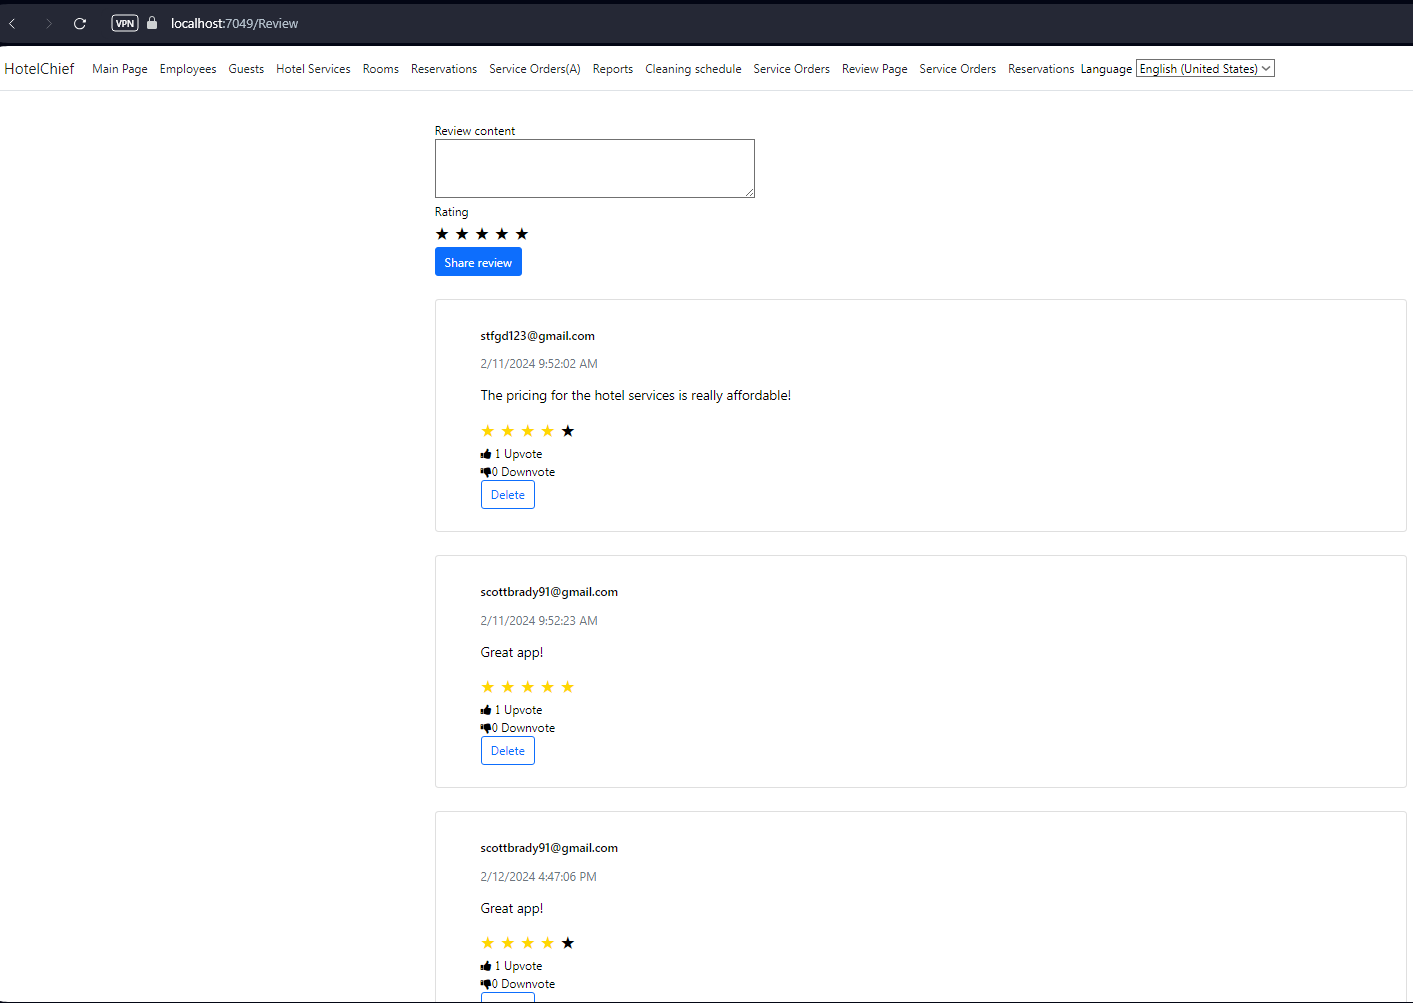 VPN localhost:7049/Review
HotelChief Main Page Employees Guests Hotel Services Rooms Reservations Service Orders(A) Reports Cleaning schedule Service Orders Review Page Service Orders Reservations Language English (United States)
Review content
Rating
Share review
stfgd123@gmail.com
2/11/2024 9:52:02 AM
The pricing for the hotel services is really affordable!
1 Upvote
0 Downvote
Delete
scottbrady91@gmail.com
2/11/2024 9:52:23 AM
Great app!
1 Upvote
0 Downvote
Delete
scottbrady91@gmail.com
2/12/2024 4:47:06 PM
Great app!
1 Upvote
0 Downvote